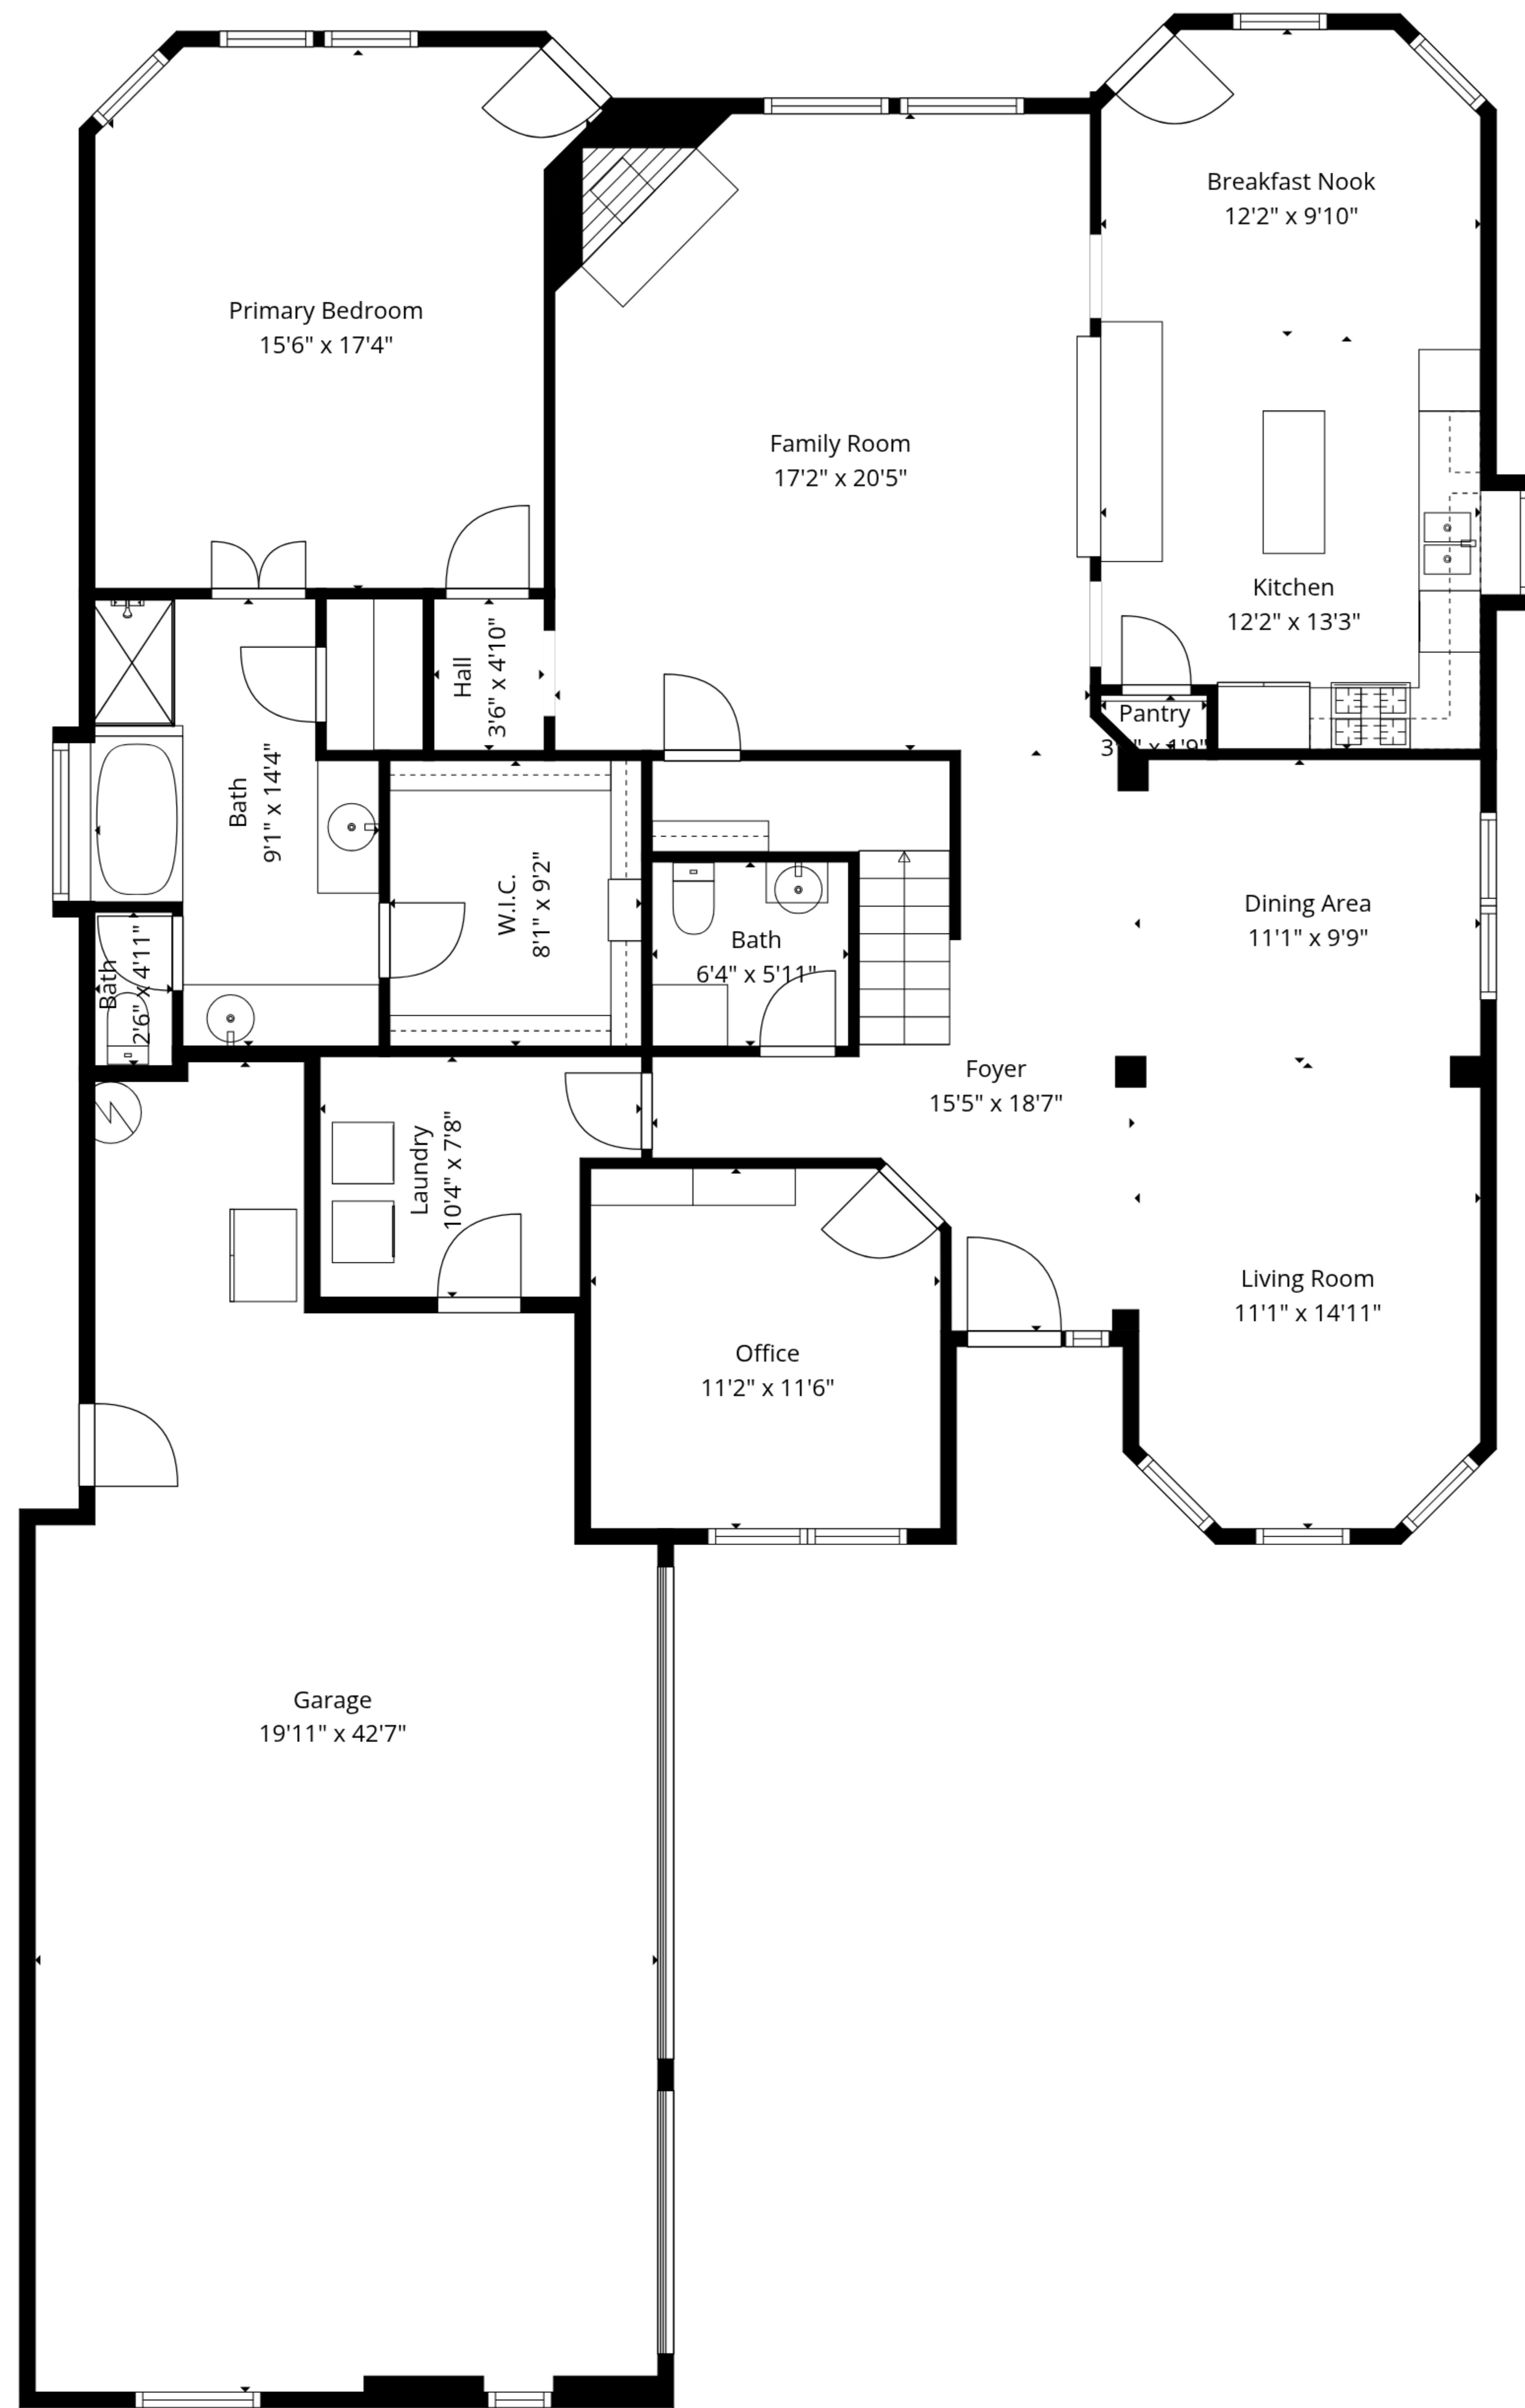 Breakfast Nook
12'2" x 9'10"
Primary Bedroom
15'6" x 17'4"
Family Room
17'2" x 20'5"
Kitchen
12'2" x 13'3"
Hall
3'6" x 4'10"
Pantry
x 1'9"
Bath
9'1" x 14'4"
W.I.C.
8'1" x 9'2"
Dining Area
11'1" x 9'9"
Bath
6'4" x 5'11"
Bath
2'6" x 4'11"
Foyer
15'5" x 18'7"
Laundry
10'4" x 7'8"
Living Room
11'1" x 14'11"
Office
11'2" x 11'6"
Garage
19'11" x 42'7"